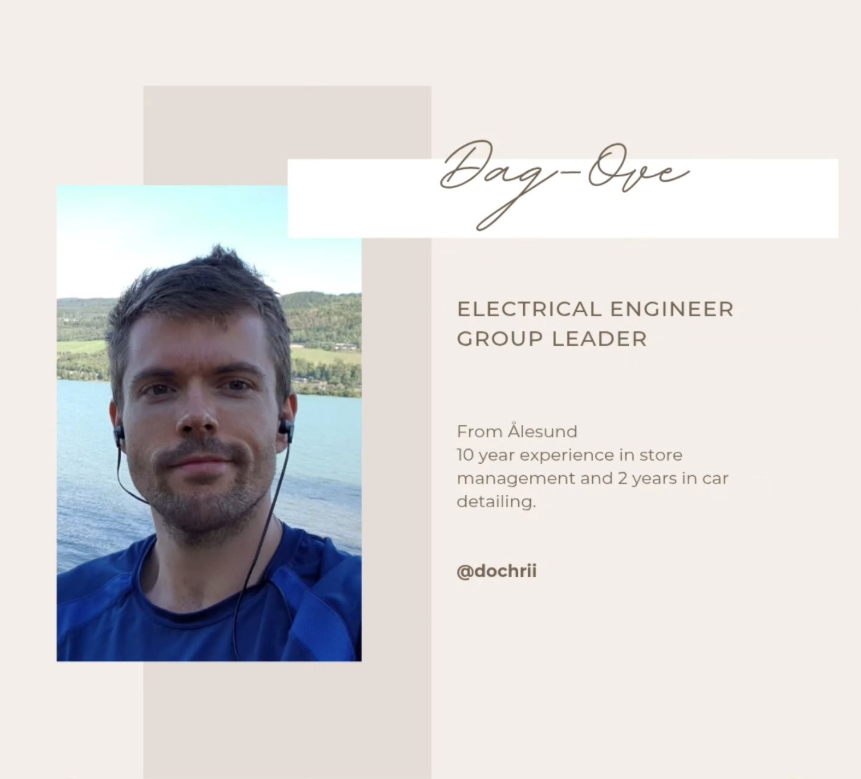 Dag-Ove
ELECTRICAL ENGINEER
GROUP LEADER
From Ålesund
10 year experience in store
management and 2 years in car
detailing.
@dochrii